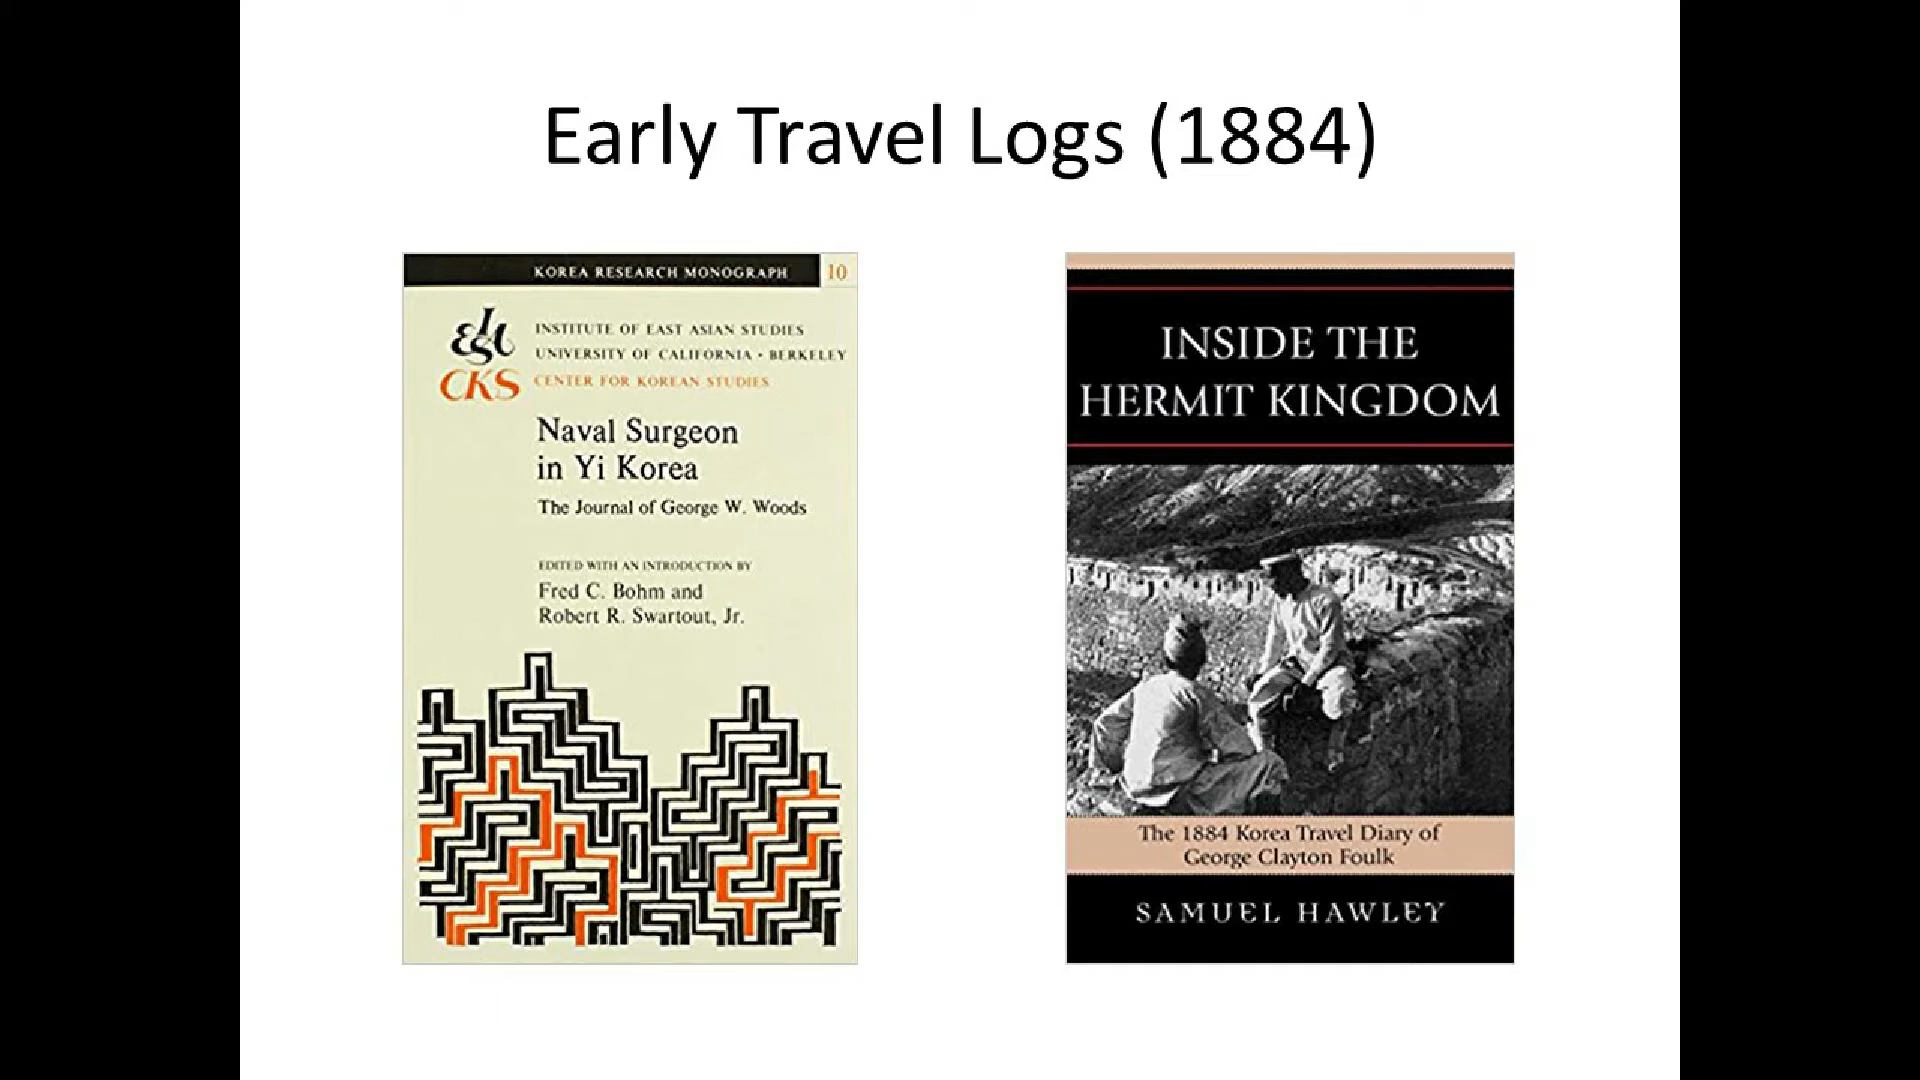 Early Travel Logs (1884)
KOREA RESEARCH MONOGRAPH 10
INSTITUTE OF EAST ASIAN STUDIES
UNIVERSITY OF CALIFORNIA • BERKELEY
CKS CENTER FOR KOREAN STUDIES
Naval Surgeon
in Yi Korea
The Journal of George W. Woods
EDITED WITH AN INTRODUCTION BY
Fred C. Bohm and
Robert R. Swartout, Jr.
INSIDE THE
HERMIT KINGDOM
The 1884 Korea Travel Diary of
George Clayton Foulk
SAMUEL HAWLEY